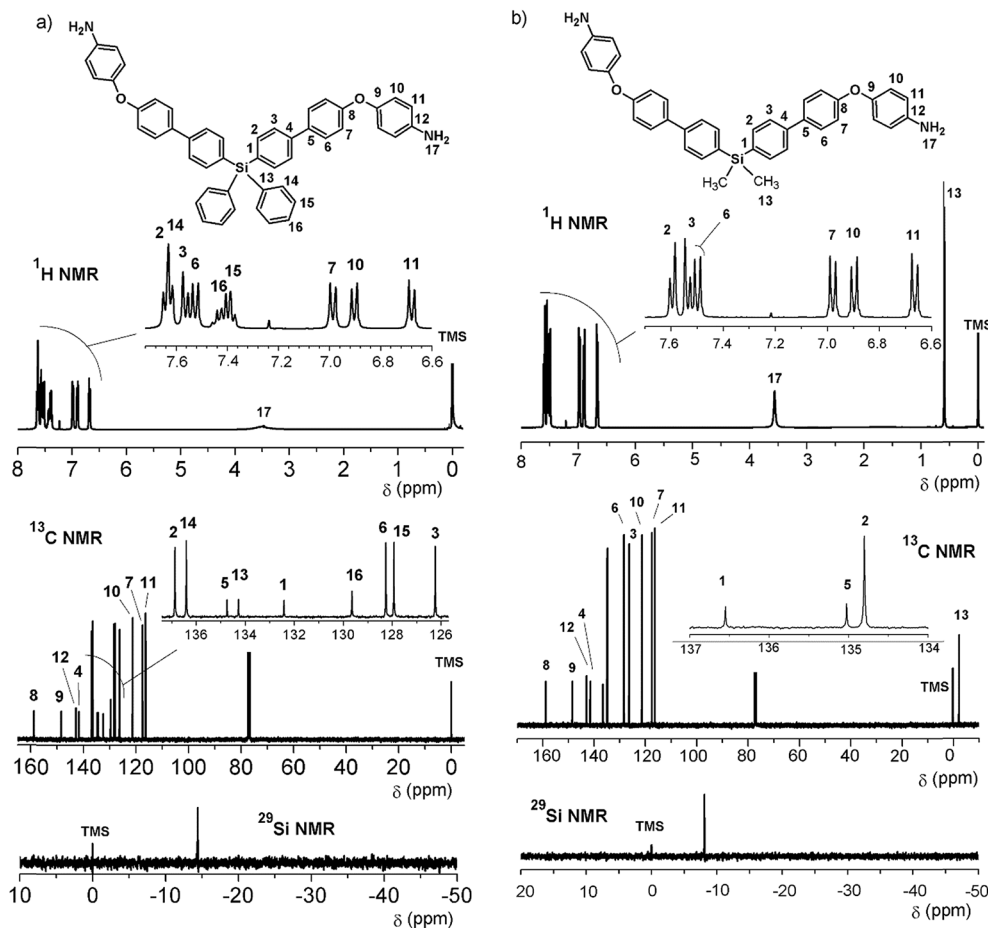 a)
H₂N
O
O
10
9
11
8
12
NH₂
17
3
2
4
7
5
6
1
Si
13
14
15
16
¹H NMR
2 14
3 6
16 15
7 10
11
7.6 7.4 7.2 7.0 6.8 6.6
TMS
17
8 7 6 5 4 3 2 1 0
δ (ppm)
¹³C NMR
2 14
5 13
1
16
6 15
3
136 134 132 130 128 126
7 11
10
12
4
8 9
TMS
160 140 120 100 80 60 40 20 0
δ (ppm)
²⁹Si NMR
TMS
10 0 -10 -20 -30 -40 -50
δ (ppm)
b)
H₂N
O
O
10
9
11
8
12
NH₂
17
3
2
4
7
5
6
1
Si
H₃C
CH₃
13
¹H NMR
2 3 6
7 10
11
7.6 7.4 7.2 7.0 6.8 6.6
13
TMS
17
8 7 6 5 4 3 2 1 0
δ (ppm)
¹³C NMR
7
10
11
6
3
2
1
5
137 136 135 134
4
12
8 9
13
TMS
160 140 120 100 80 60 40 20 0 -10
δ (ppm)
²⁹Si NMR
TMS
20 10 0 -10 -20 -30 -40 -50
δ (ppm)